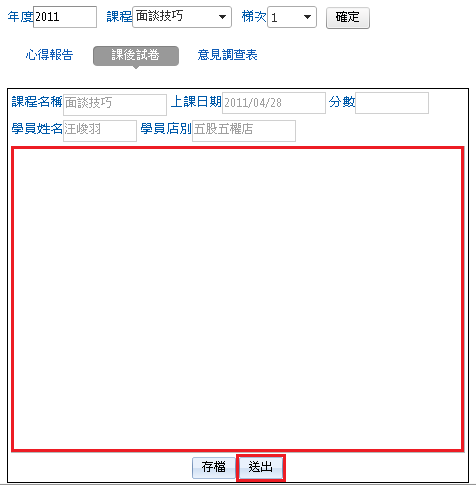 年度 2011 課程 面談技巧 梯次 1 確定
心得報告 課後試卷 意見調查表
課程名稱 面談技巧 上課日期 2011/04/28 分數
學員姓名 汪峻羽 學員店別 五股五權店
存檔 送出